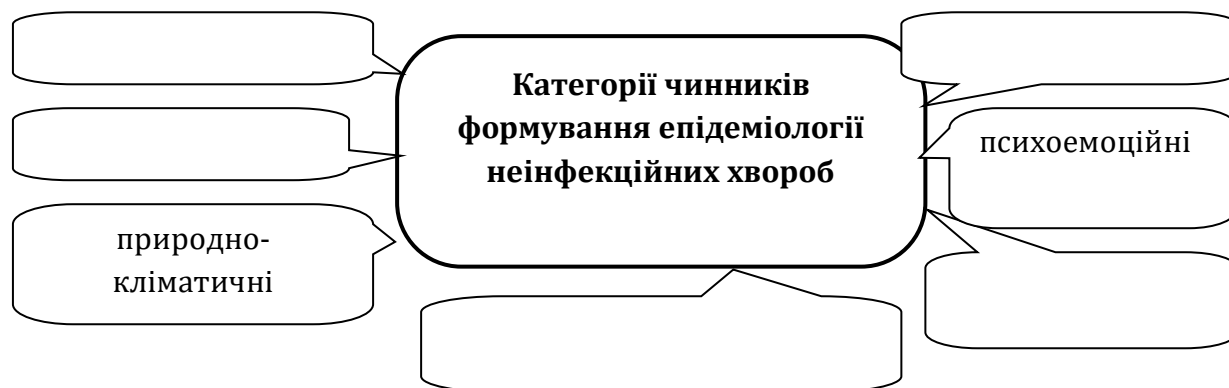 Категорії чинників
формування епідеміології
неінфекційних хвороб
психоемоційні
природно-
кліматичні